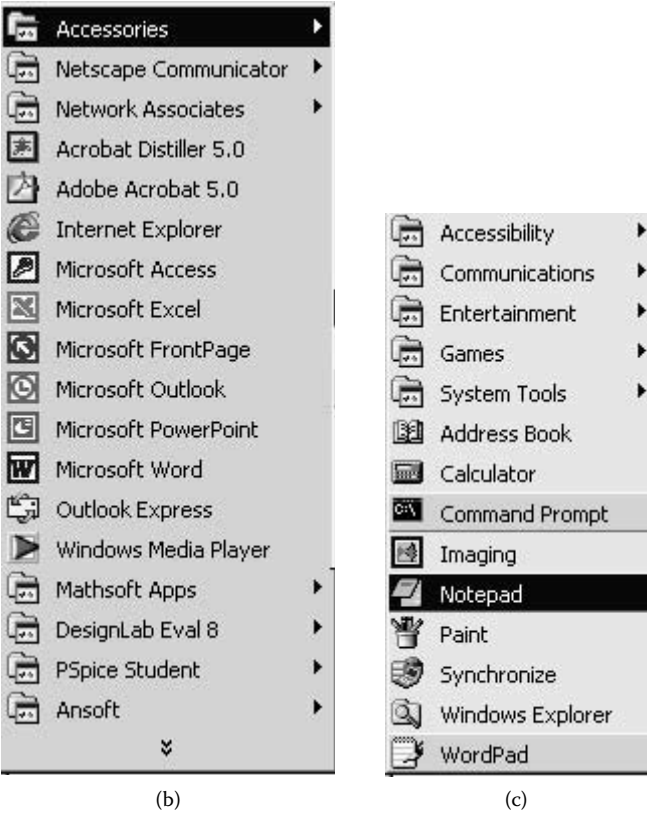 Accessories
Netscape Communicator
Network Associates
Acrobat Distiller 5.0
Adobe Acrobat 5.0
Internet Explorer
Microsoft Access
Microsoft Excel
Microsoft FrontPage
Microsoft Outlook
Microsoft PowerPoint
Microsoft Word
Outlook Express
Windows Media Player
Mathsoft Apps
DesignLab Eval 8
PSpice Student
Ansoft
(b)
Accessibility
Communications
Entertainment
Games
System Tools
Address Book
Calculator
Command Prompt
Imaging
Notepad
Paint
Synchronize
Windows Explorer
WordPad
(c)